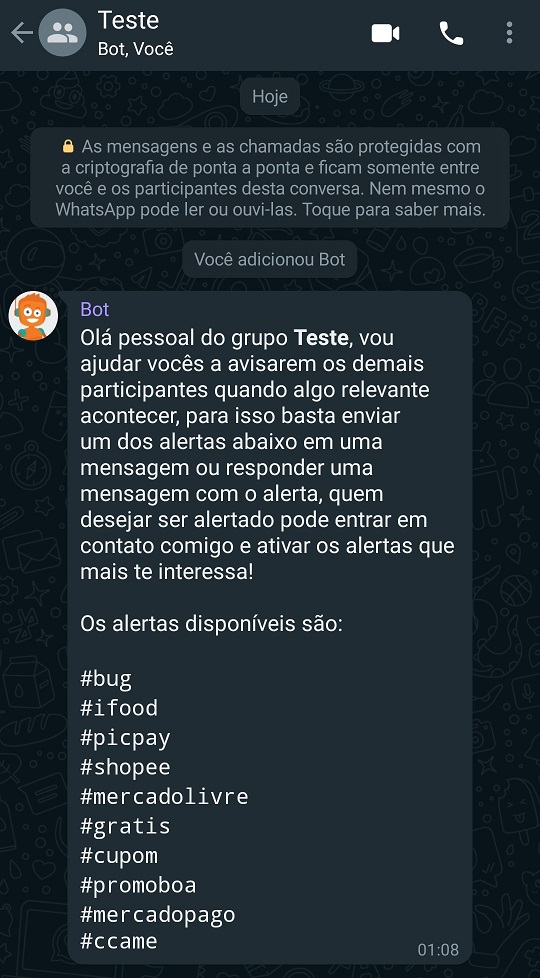 Teste
Bot, Você
Hoje
🔒 As mensagens e as chamadas são protegidas com
a criptografia de ponta a ponta e ficam somente entre
você e os participantes desta conversa. Nem mesmo o
WhatsApp pode ler ou ouvi-las. Toque para saber mais.
Você adicionou Bot
Bot
Olá pessoal do grupo Teste, vou
ajudar vocês a avisarem os demais
participantes quando algo relevante
acontecer, para isso basta enviar
um dos alertas abaixo em uma
mensagem ou responder uma
mensagem com o alerta, quem
desejar ser alertado pode entrar em
contato comigo e ativar os alertas que
mais te interessa!
Os alertas disponíveis são:
#bug
#ifood
#picpay
#shopee
#mercadolivre
#gratis
#cupom
#promoboa
#mercadopago
#ccame
01:08